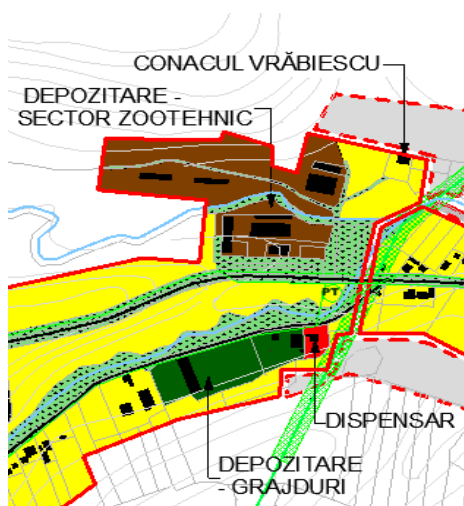 CONACUL VRĂBIESCU
DEPOZITARE -
SECTOR ZOOTEHNIC
PT
DISPENSAR
DEPOZITARE
- GRAJDURI